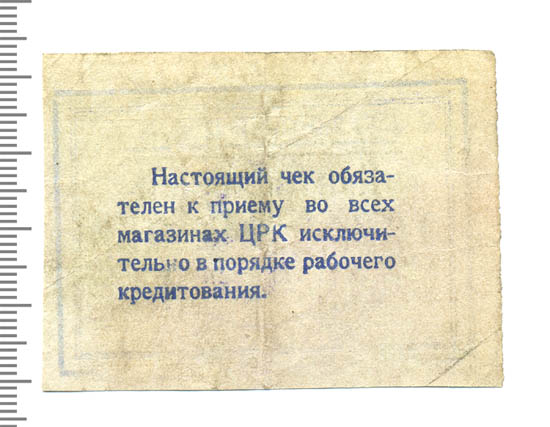 Настоящий чек обяза-
телен к приему во всех
магазинах ЦРК исключи-
тельно в порядке рабочего
кредитования.